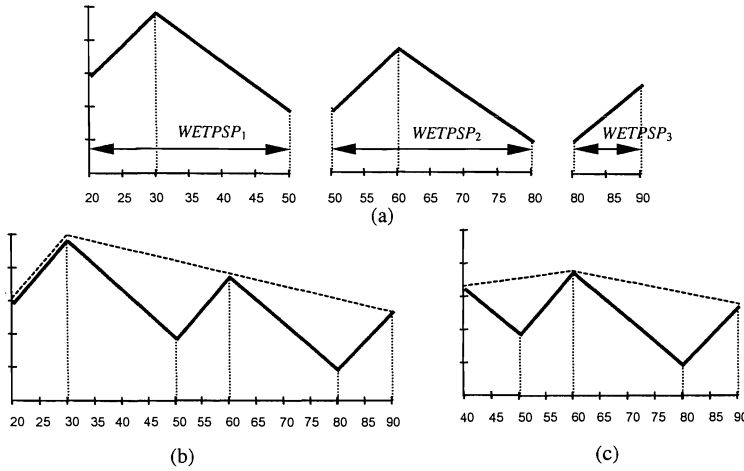 WETPSP1
WETPSP2
WETPSP3
20 25 30 35 40 45 50
50 55 60 65 70 75 80
80 85 90
(a)
20 25 30 35 40 45 50 55 60 65 70 75 80 85 90
40 45 50 55 60 65 70 75 80 85 90
(b)
(c)